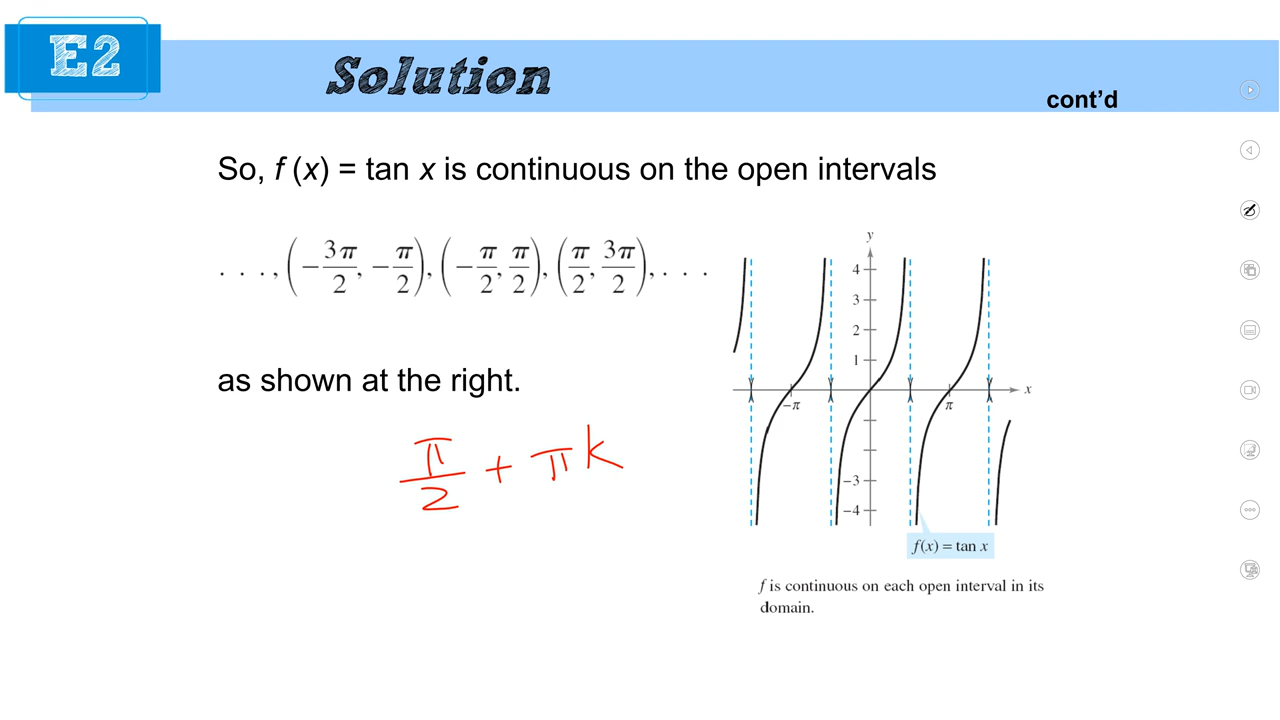 E2
Solution
cont'd
So, f (x) = tan x is continuous on the open intervals
. . . , (−3π/2, −π/2), (−π/2, π/2), (π/2, 3π/2), . . .
as shown at the right.
π/2 + πk
y
4
3
2
1
−π
π
x
−3
−4
f(x) = tan x
f is continuous on each open interval in its
domain.